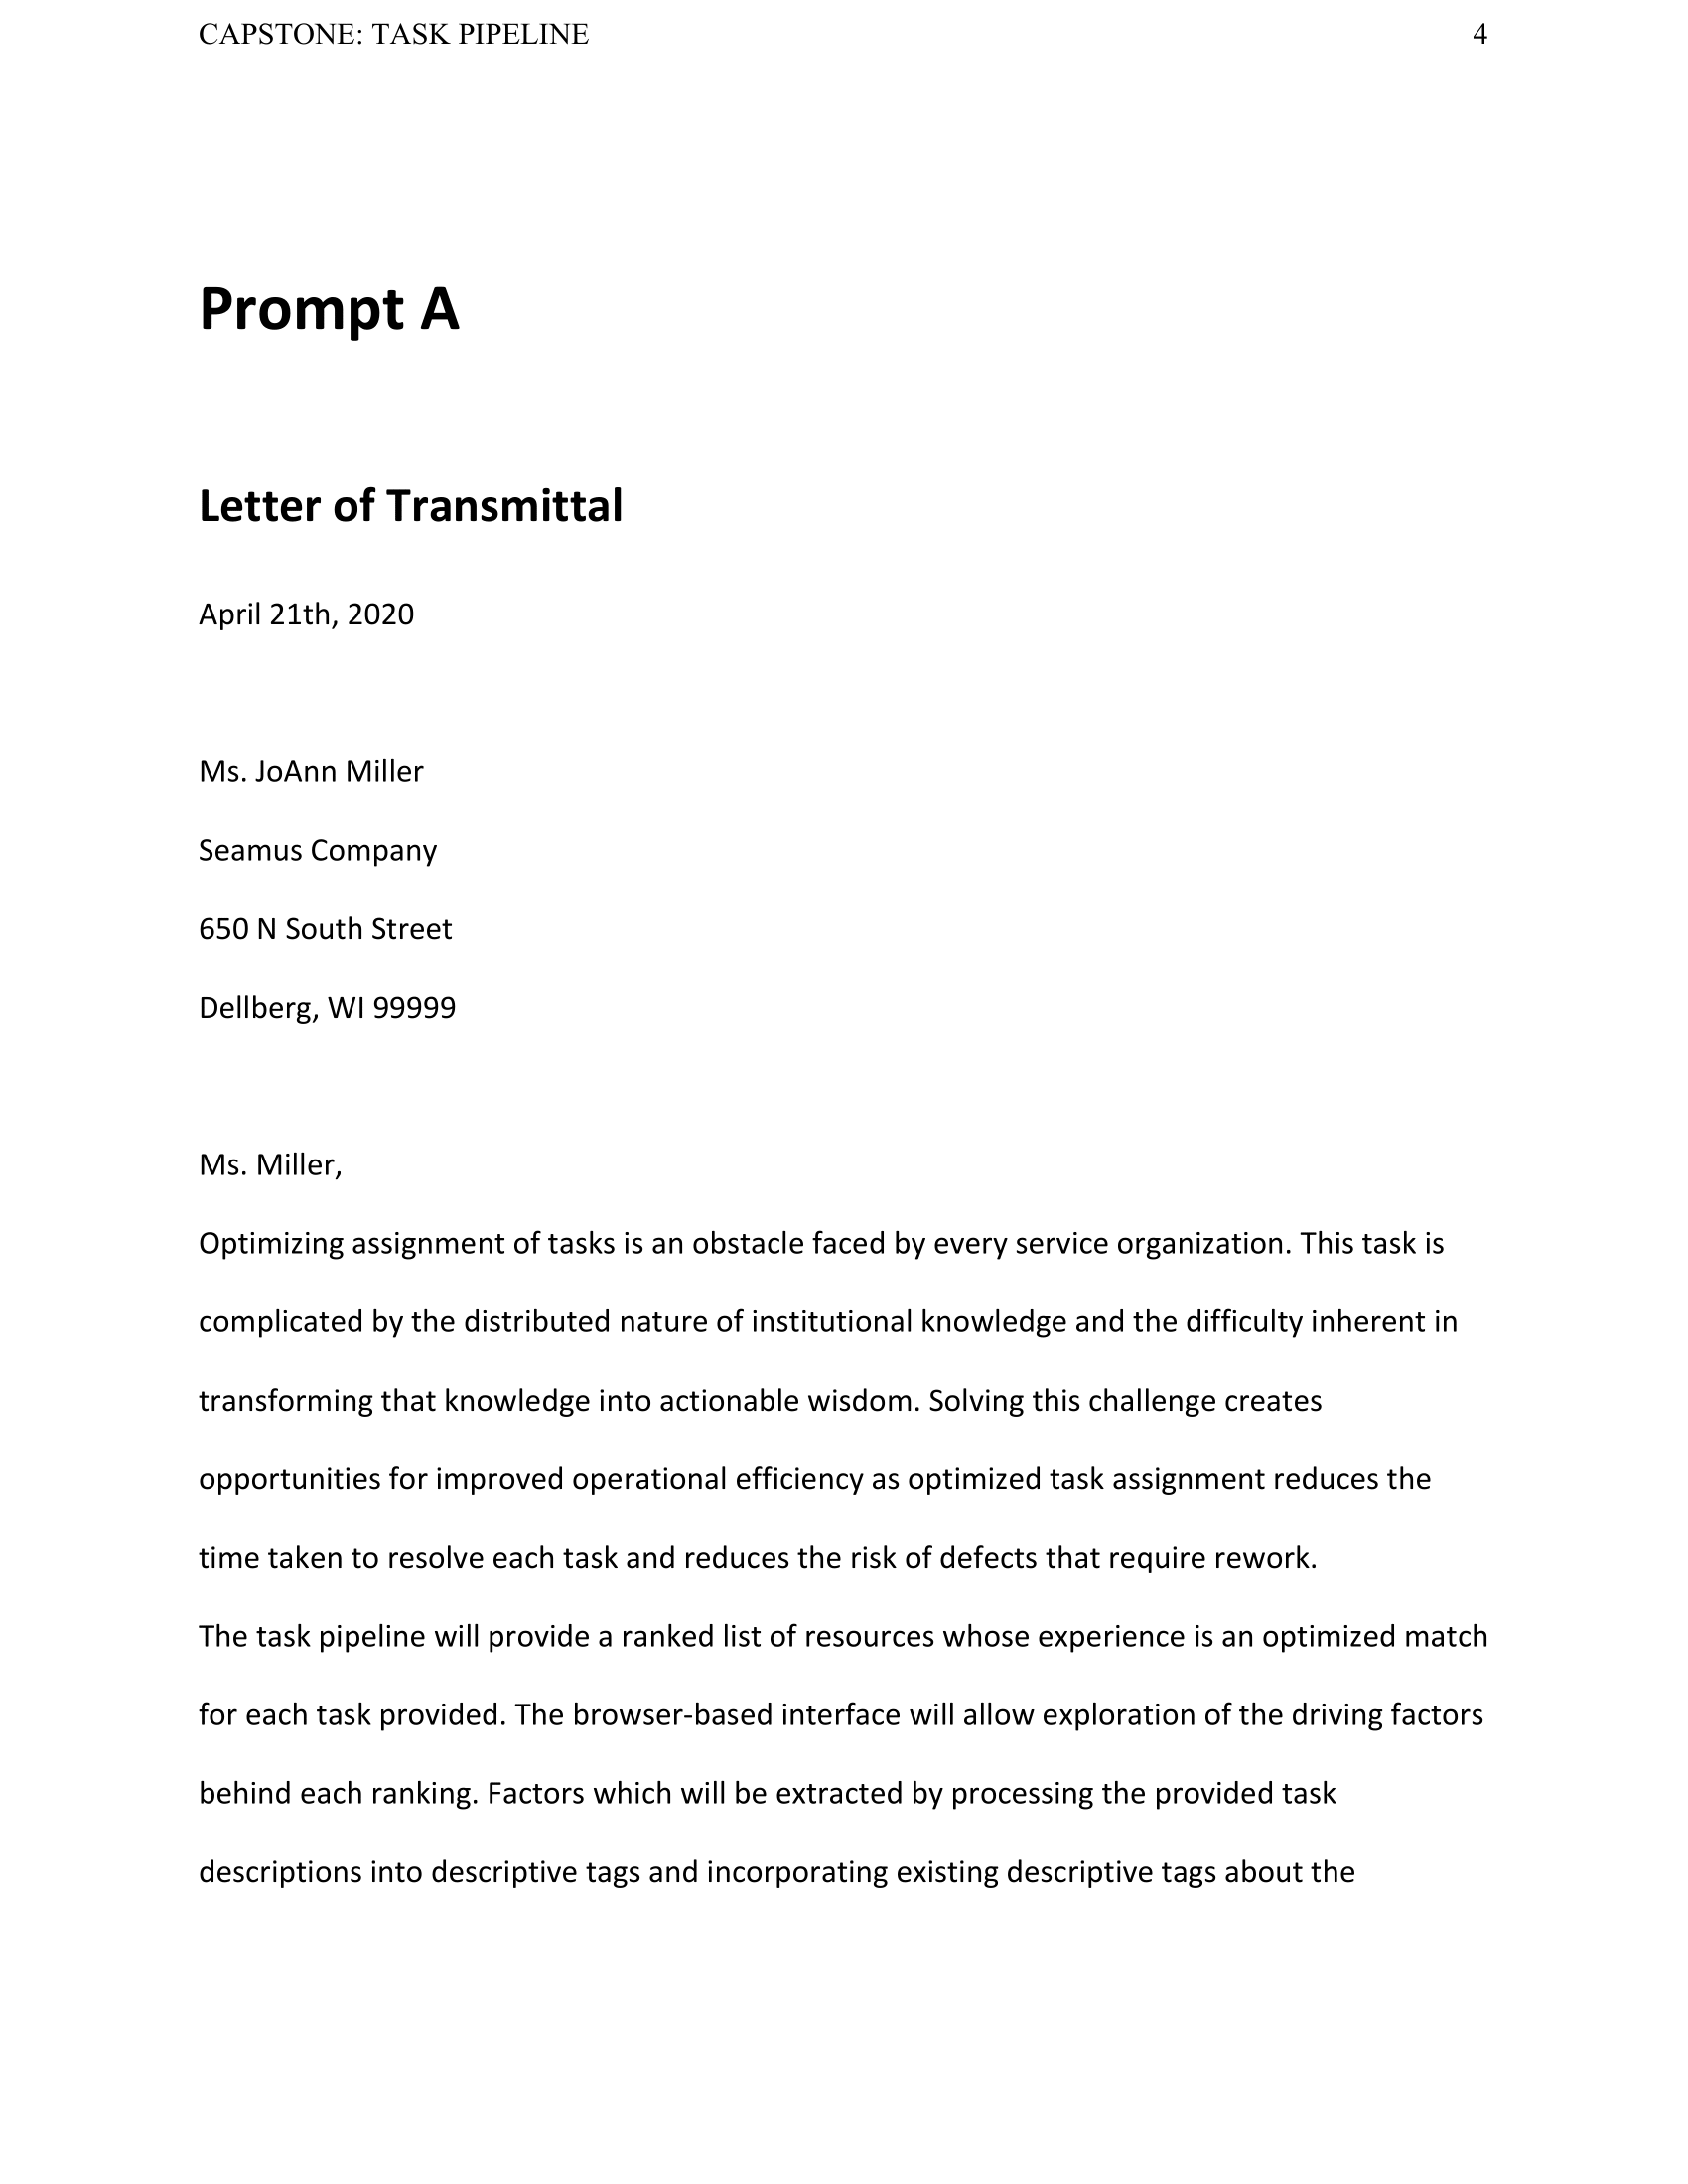 CAPSTONE: TASK PIPELINE 4
Prompt A
Letter of Transmittal
April 21th, 2020
Ms. JoAnn Miller
Seamus Company
650 N South Street
Dellberg, WI 99999
Ms. Miller,
Optimizing assignment of tasks is an obstacle faced by every service organization. This task is
complicated by the distributed nature of institutional knowledge and the difficulty inherent in
transforming that knowledge into actionable wisdom. Solving this challenge creates
opportunities for improved operational efficiency as optimized task assignment reduces the
time taken to resolve each task and reduces the risk of defects that require rework.
The task pipeline will provide a ranked list of resources whose experience is an optimized match
for each task provided. The browser-based interface will allow exploration of the driving factors
behind each ranking. Factors which will be extracted by processing the provided task
descriptions into descriptive tags and incorporating existing descriptive tags about the